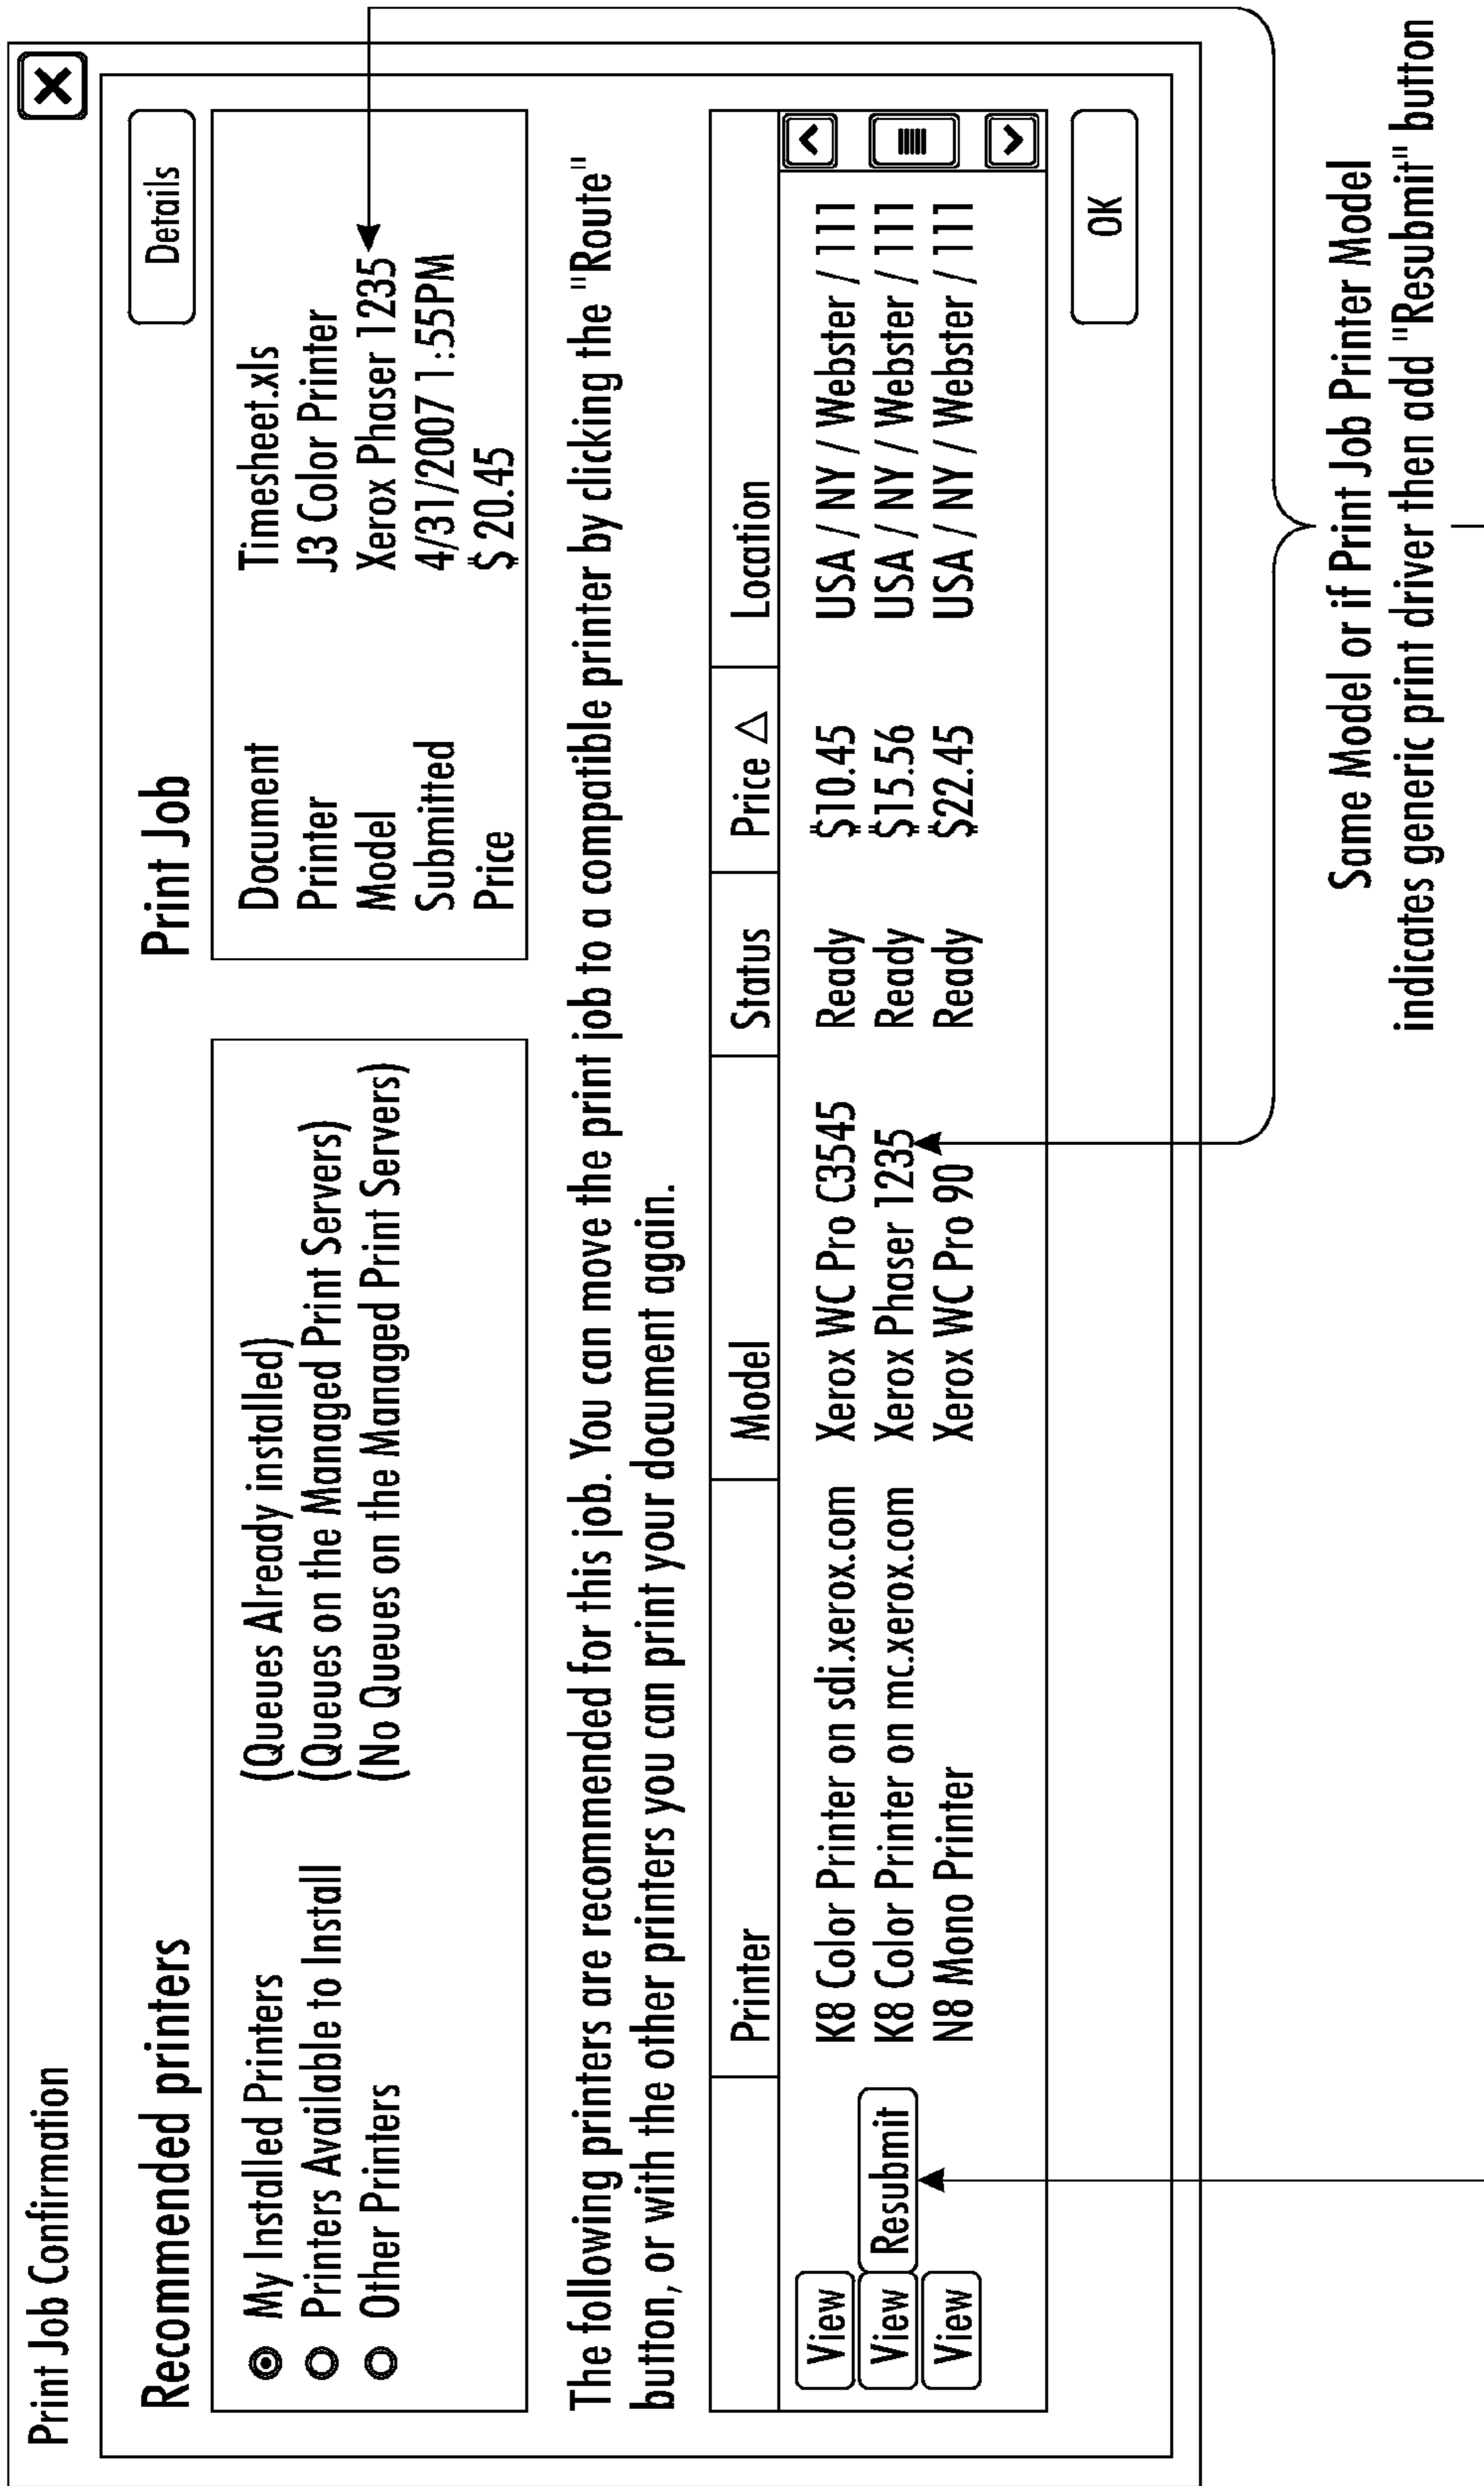 Print Job Confirmation
Recommended printers
My Installed Printers (Queues Already installed)
Printers Available to Install (Queues on the Managed Print Servers)
Other Printers (No Queues on the Managed Print Servers)
Print Job
Details
Document Timesheet.xls
Printer J3 Color Printer
Model Xerox Phaser 1235
Submitted 4/31/2007 1:55PM
Price $ 20.45
The following printers are recommended for this job. You can move the print job to a compatible printer by clicking the "Route"
button, or with the other printers you can print your document again.
Printer Model Status Price △ Location
View K8 Color Printer on sdi.xerox.com Xerox WC Pro C3545 Ready $10.45 USA / NY / Webster / 111
View Resubmit K8 Color Printer on mc.xerox.com Xerox Phaser 1235 Ready $15.56 USA / NY / Webster / 111
View N8 Mono Printer Xerox WC Pro 90 Ready $22.45 USA / NY / Webster / 111
OK
Same Model or if Print Job Printer Model
indicates generic print driver then add "Resubmit" button